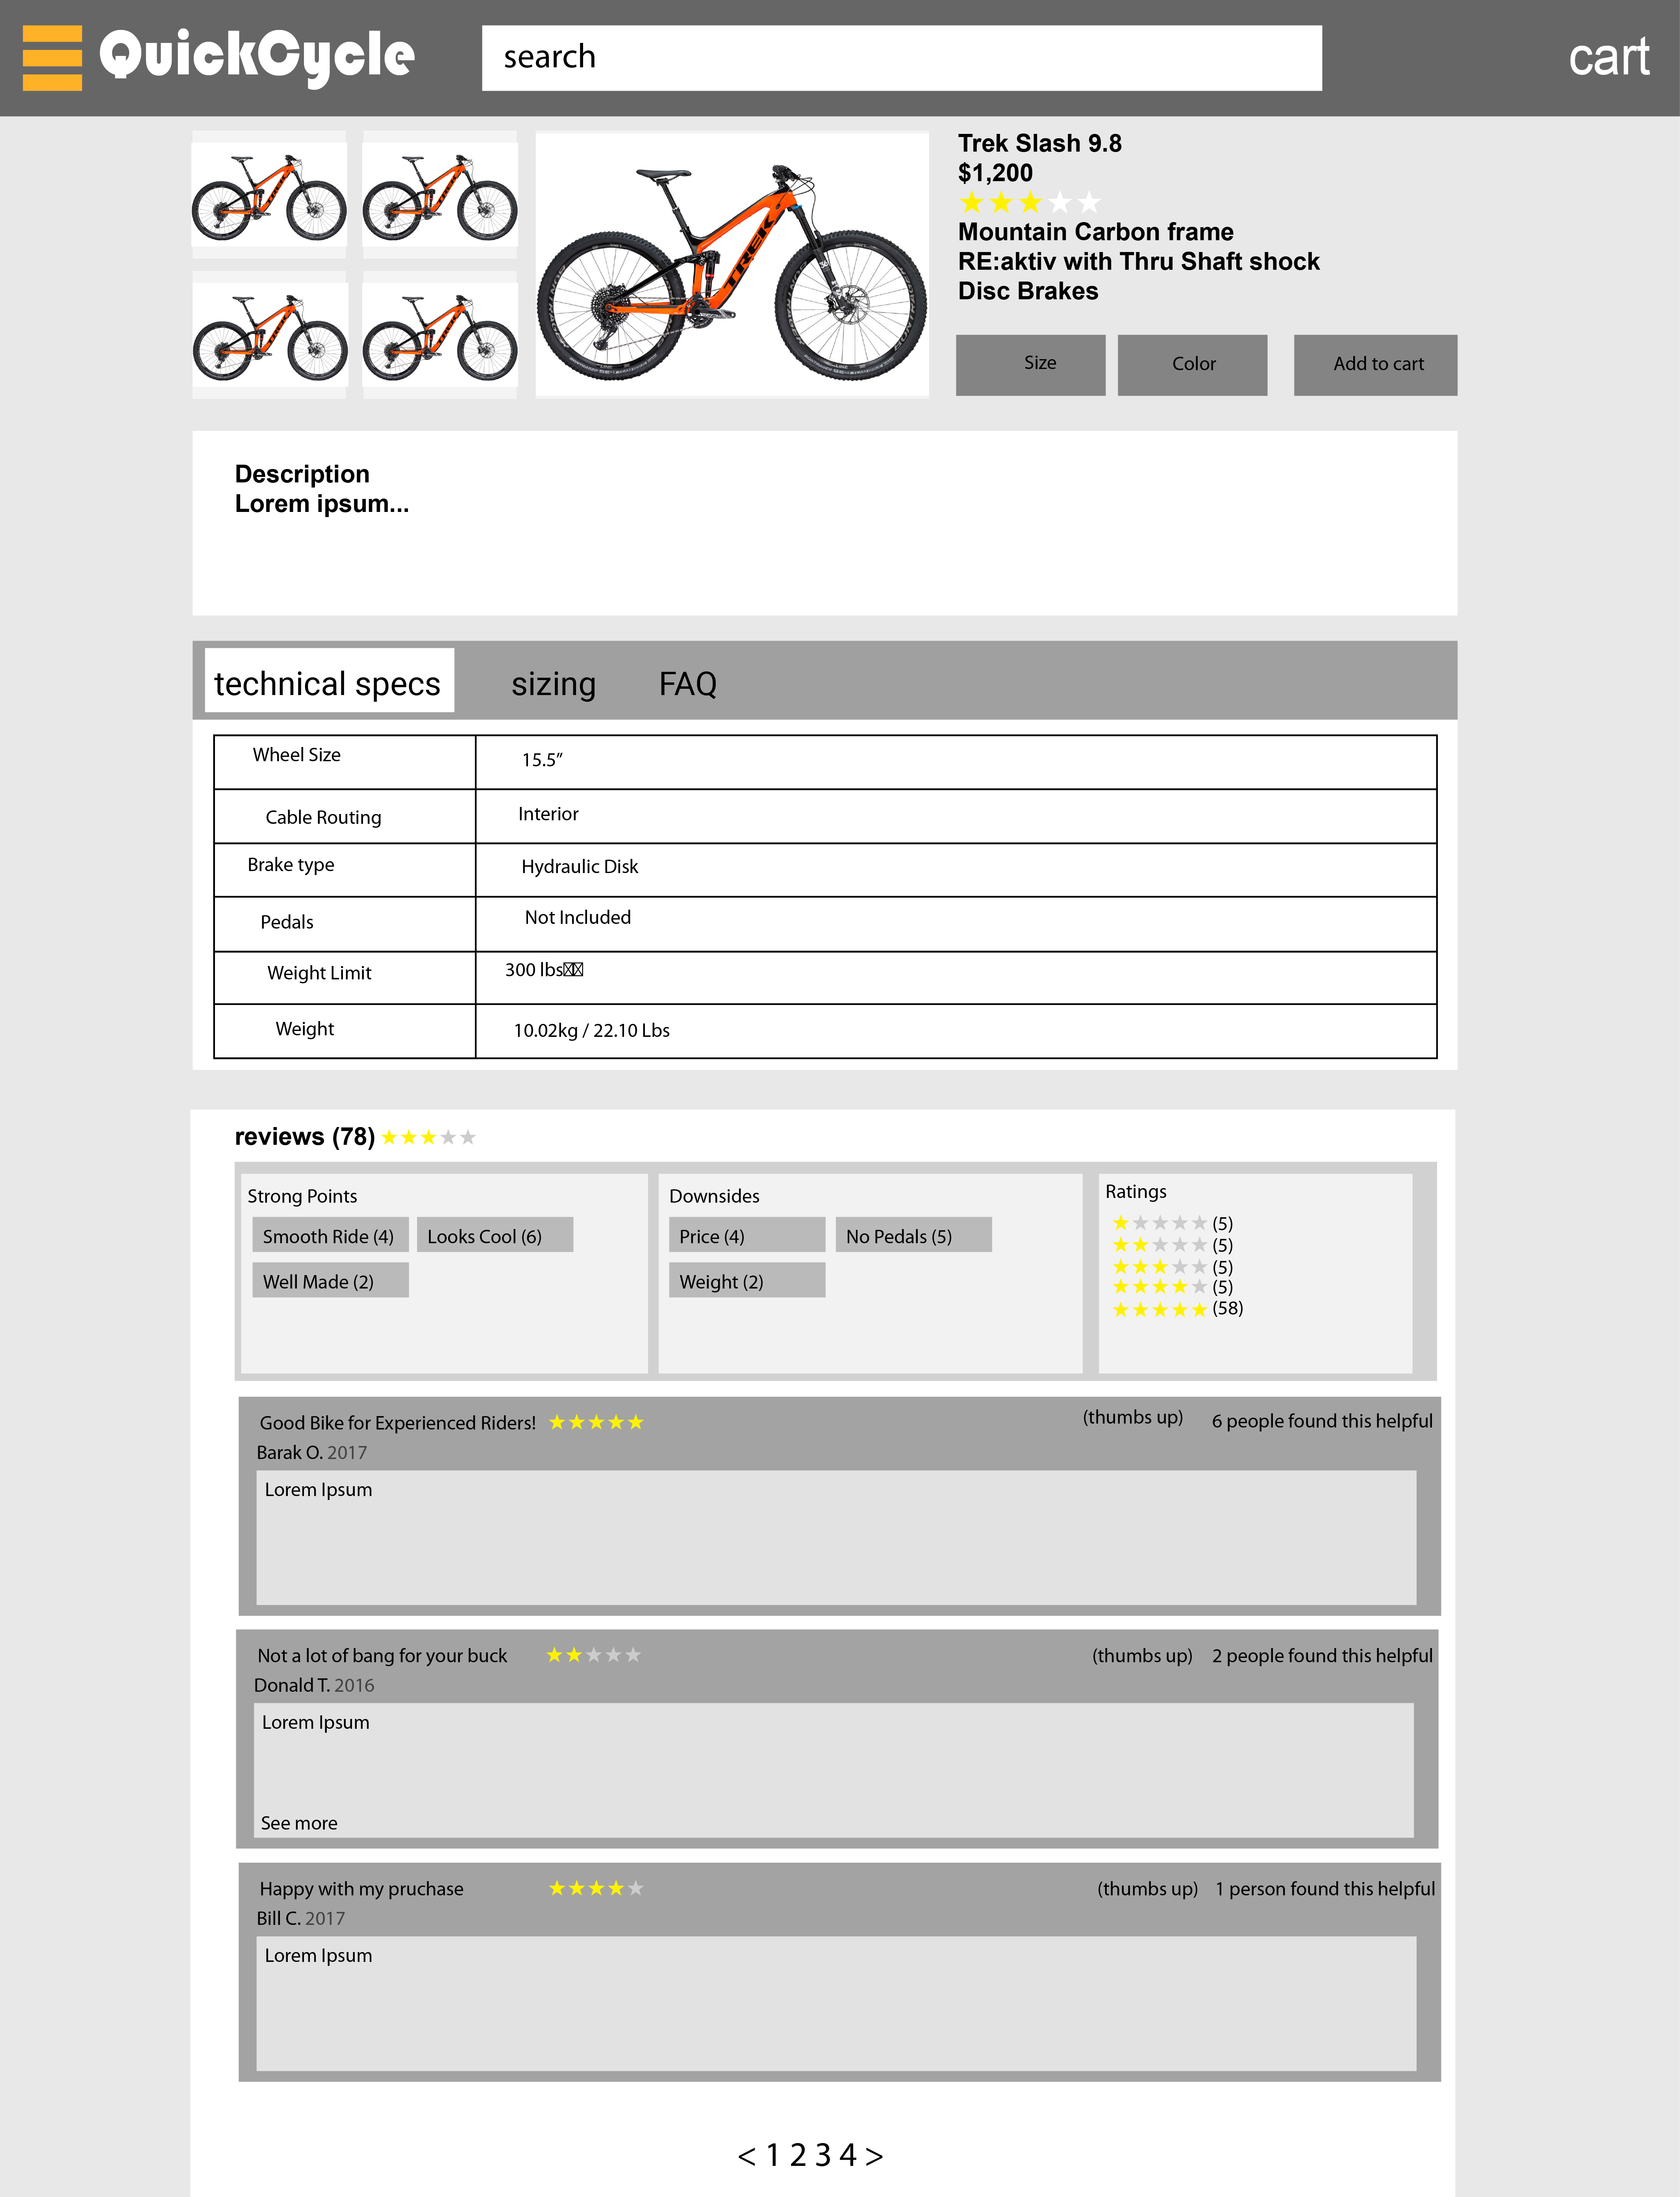 QuickCycle
search
cart
Trek Slash 9.8
$1,200
Mountain Carbon frame
RE:aktiv with Thru Shaft shock
Disc Brakes
TREK
Size Color Add to cart
Description
Lorem ipsum...
technical specs sizing FAQ
Wheel Size 15.5”
Cable Routing Interior
Brake type Hydraulic Disk
Pedals Not Included
Weight Limit 300 lbs
Weight 10.02kg / 22.10 Lbs
reviews (78)
Strong Points
Smooth Ride (4) Looks Cool (6)
Well Made (2)
Downsides
Price (4) No Pedals (5)
Weight (2)
Ratings
(5)
(5)
(5)
(5)
(58)
Good Bike for Experienced Riders! (thumbs up) 6 people found this helpful
Barak O. 2017
Lorem Ipsum
Not a lot of bang for your buck (thumbs up) 2 people found this helpful
Donald T. 2016
Lorem Ipsum
See more
Happy with my pruchase (thumbs up) 1 person found this helpful
Bill C. 2017
Lorem Ipsum
< 1 2 3 4 >